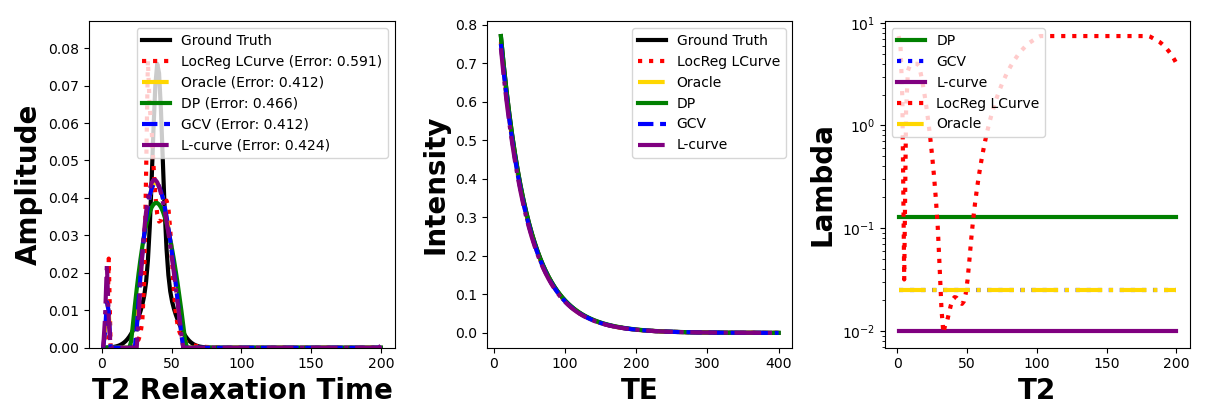 Amplitude
0.08
0.07
0.06
0.05
0.04
0.03
0.02
0.01
0.00
0 50 100 150 200
T2 Relaxation Time
Ground Truth
LocReg LCurve (Error: 0.591)
Oracle (Error: 0.412)
DP (Error: 0.466)
GCV (Error: 0.412)
L-curve (Error: 0.424)
Intensity
0.8
0.7
0.6
0.5
0.4
0.3
0.2
0.1
0.0
0 100 200 300 400
TE
Ground Truth
LocReg LCurve
Oracle
DP
GCV
L-curve
Lambda
10¹
10⁰
10⁻¹
10⁻²
0 50 100 150 200
T2
DP
GCV
L-curve
LocReg LCurve
Oracle